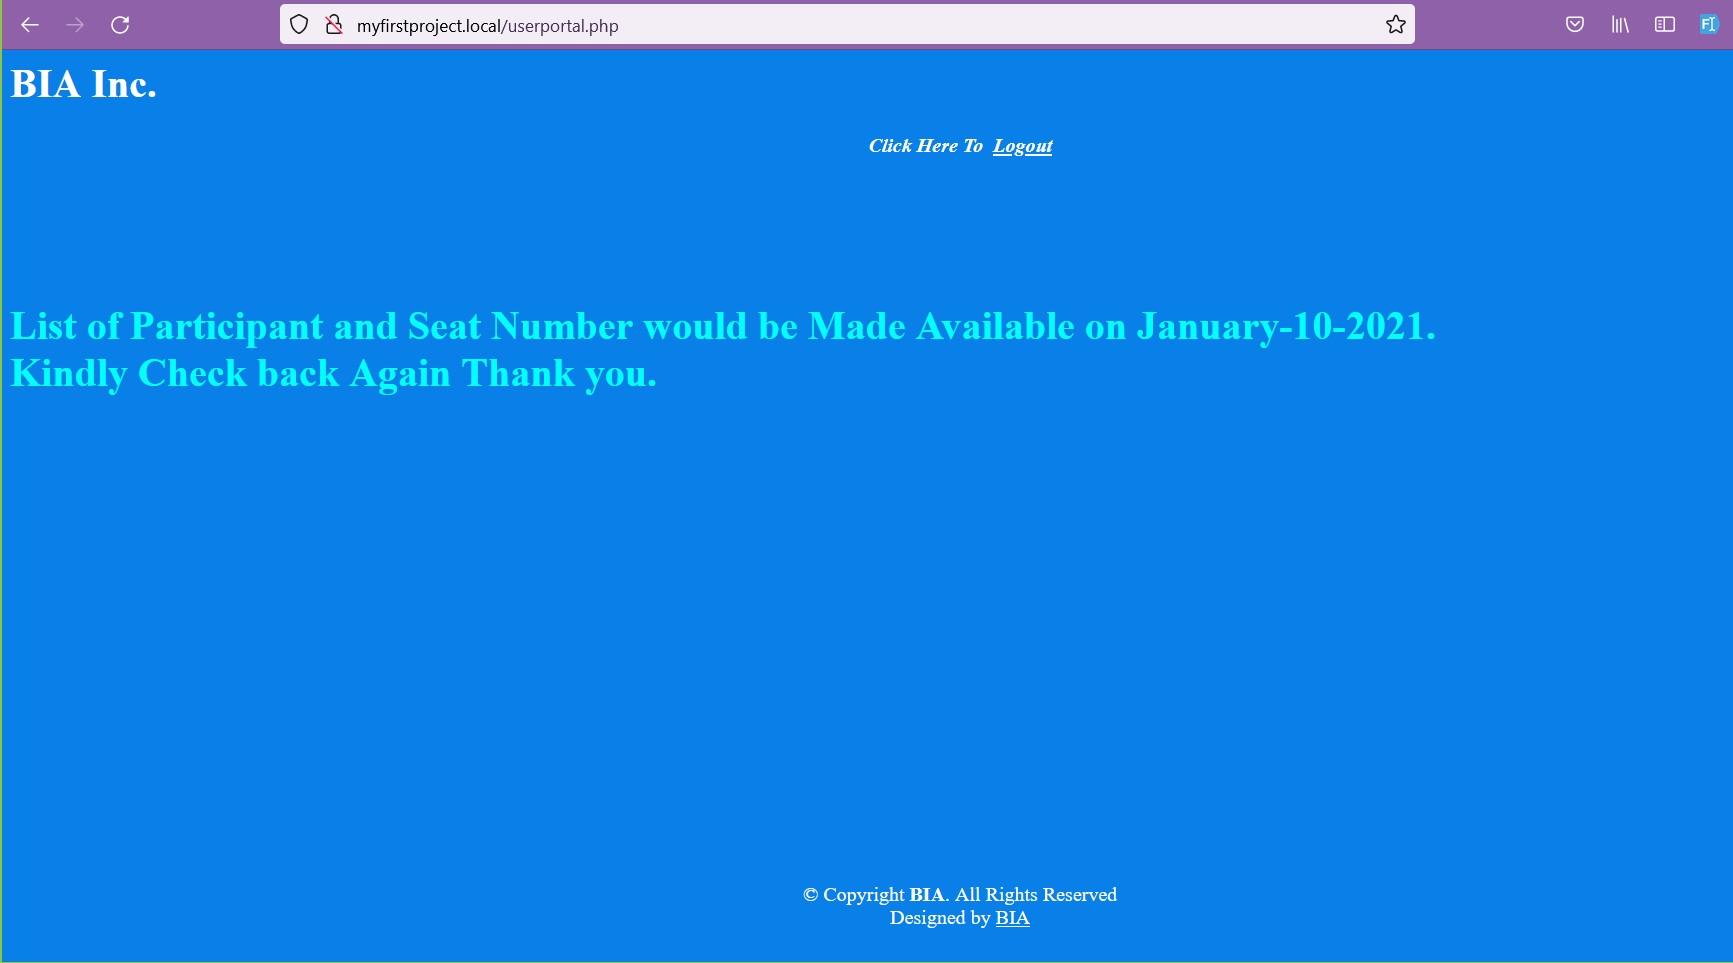 myfirstproject.local/userportal.php
BIA Inc.
Click Here To Logout
List of Participant and Seat Number would be Made Available on January-10-2021.
Kindly Check back Again Thank you.
© Copyright BIA. All Rights Reserved
Designed by BIA